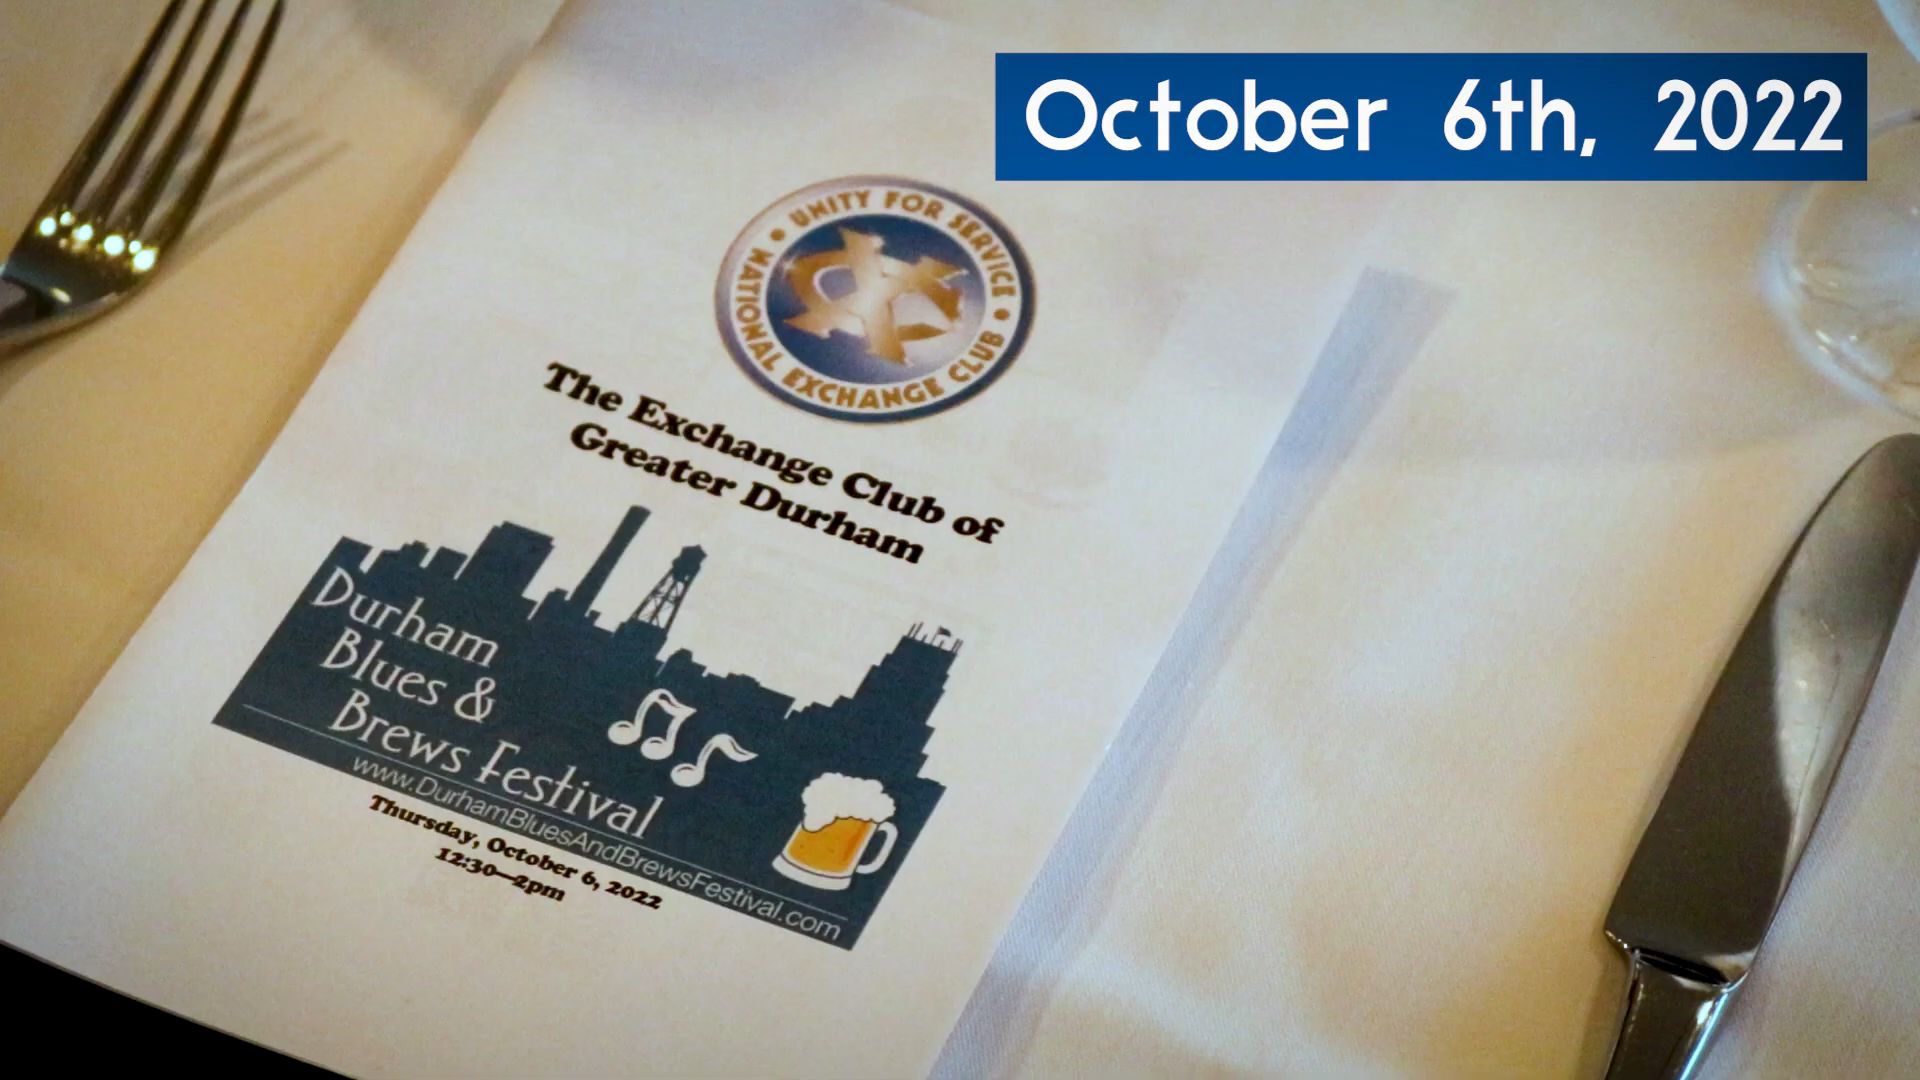 October 6th, 2022
• UNITY FOR SERVICE •
NATIONAL EXCHANGE CLUB
The Exchange Club of
Greater Durham
Durham
Blues &
Brews Festival
www.DurhamBluesAndBrewsFestival.com
Thursday, October 6, 2022
12:30—2pm